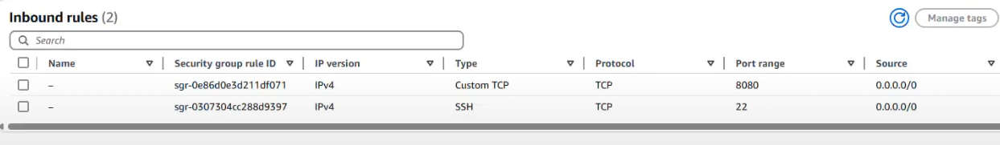 Inbound rules (2)
Manage tags
Search
Name Security group rule ID IP version Type Protocol Port range Source
– sgr-0e86d0e3d211df071 IPv4 Custom TCP TCP 8080 0.0.0.0/0
– sgr-0307304cc288d9397 IPv4 SSH TCP 22 0.0.0.0/0